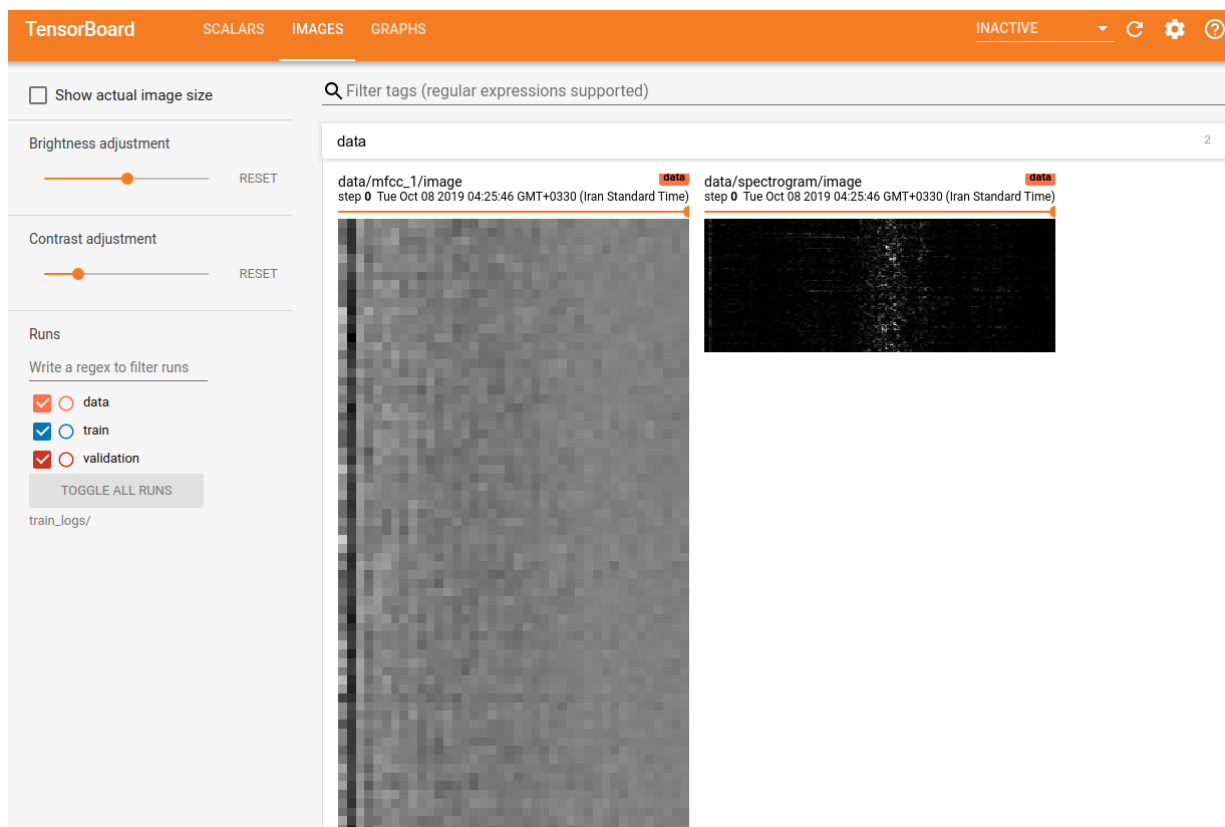 TensorBoard SCALARS IMAGES GRAPHS INACTIVE
Show actual image size
Brightness adjustment
RESET
Contrast adjustment
RESET
Runs
Write a regex to filter runs
data
train
validation
TOGGLE ALL RUNS
train_logs/
Filter tags (regular expressions supported)
data 2
data/mfcc_1/image data
step 0 Tue Oct 08 2019 04:25:46 GMT+0330 (Iran Standard Time)
data/spectrogram/image data
step 0 Tue Oct 08 2019 04:25:46 GMT+0330 (Iran Standard Time)